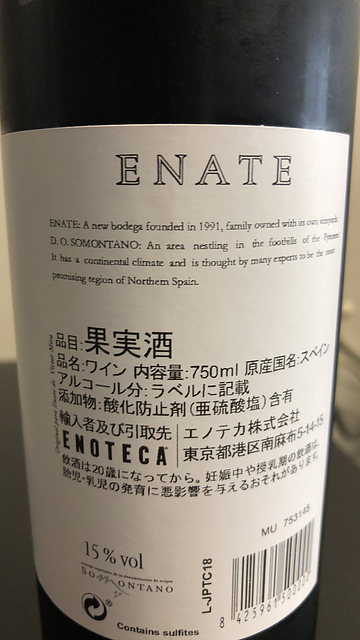 ENATE
ENATE: A new bodega founded in 1991, family owned with its own vineyards.
D. O. SOMONTANO: An area nestling in the foothills of the Pyrenees.
It has a continental climate and is thought by many experts to be the most
promising region of Northern Spain.
品目:果実酒
品名:ワイン 内容量:750ml 原産国名:スペイン
アルコール分:ラベルに記載
添加物:酸化防止剤(亜硫酸塩)含有
輸入者及び引取先
ENOTECA
エノテカ株式会社
東京都港区南麻布5-14-15
飲酒は20歳になってから。妊娠中や授乳期の飲酒は、
胎児・乳児の発育に悪影響を与えるおそれがあります。
MU 753145
15 % vol
SOMONTANO
L-JPTC18
Contains sulfites